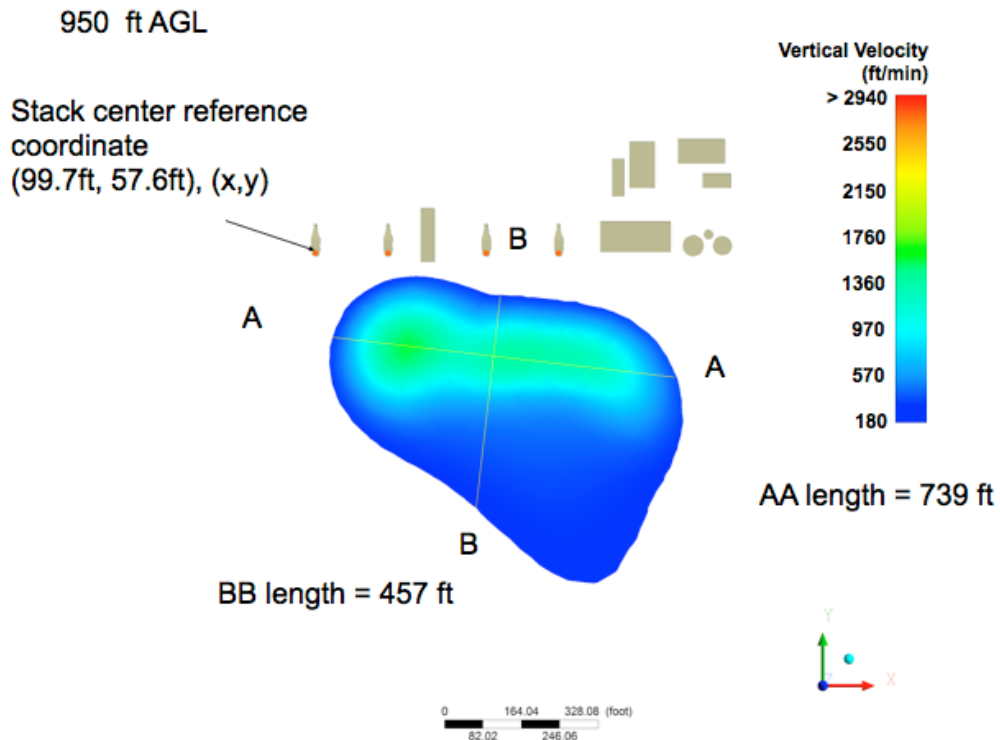 950 ft AGL
Vertical Velocity
(ft/min)
Stack center reference
coordinate
(99.7ft, 57.6ft), (x,y)
> 2940
2550
2150
1760
1360
970
570
180
B
A
A
B
AA length = 739 ft
BB length = 457 ft
Y
Z
X
0 164.04 328.08 (foot)
82.02 246.06